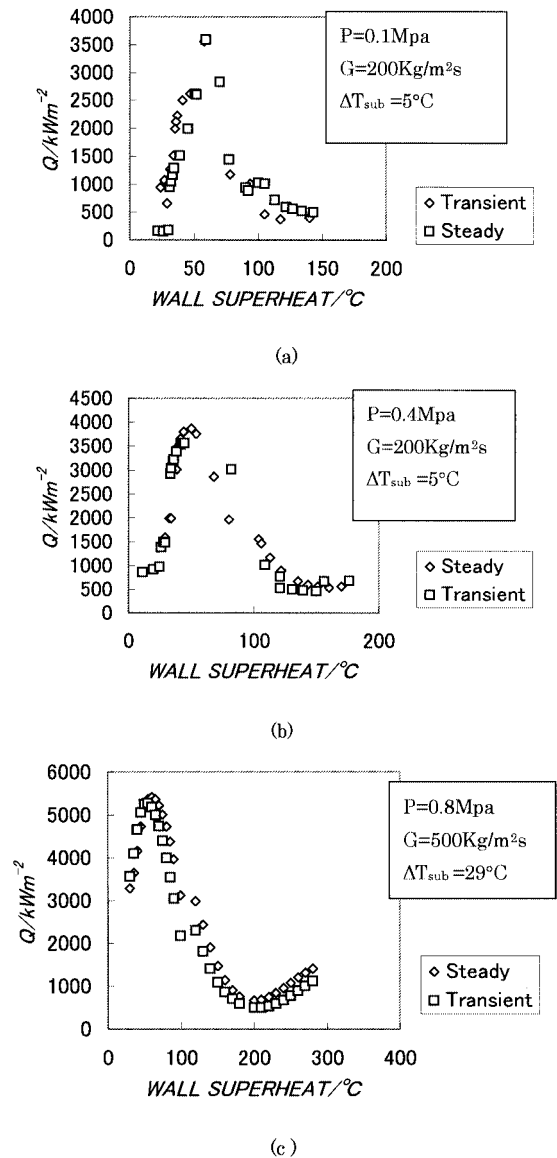 4000
3500
3000
2500
2000
1500
1000
500
0
Q/kWm⁻²
0 50 100 150 200
WALL SUPERHEAT/°C
P=0.1Mpa
G=200Kg/m²s
ΔTsub=5°C
Transient
Steady
(a)
4500
4000
3500
3000
2500
2000
1500
1000
500
0
Q/kWm⁻²
0 100 200
WALL SUPERHEAT/°C
P=0.4Mpa
G=200Kg/m²s
ΔTsub=5°C
Steady
Transient
(b)
6000
5000
4000
3000
2000
1000
0
Q/kWm⁻²
0 100 200 300 400
WALL SUPERHEAT/°C
P=0.8Mpa
G=500Kg/m²s
ΔTsub =29°C
Steady
Transient
(c)